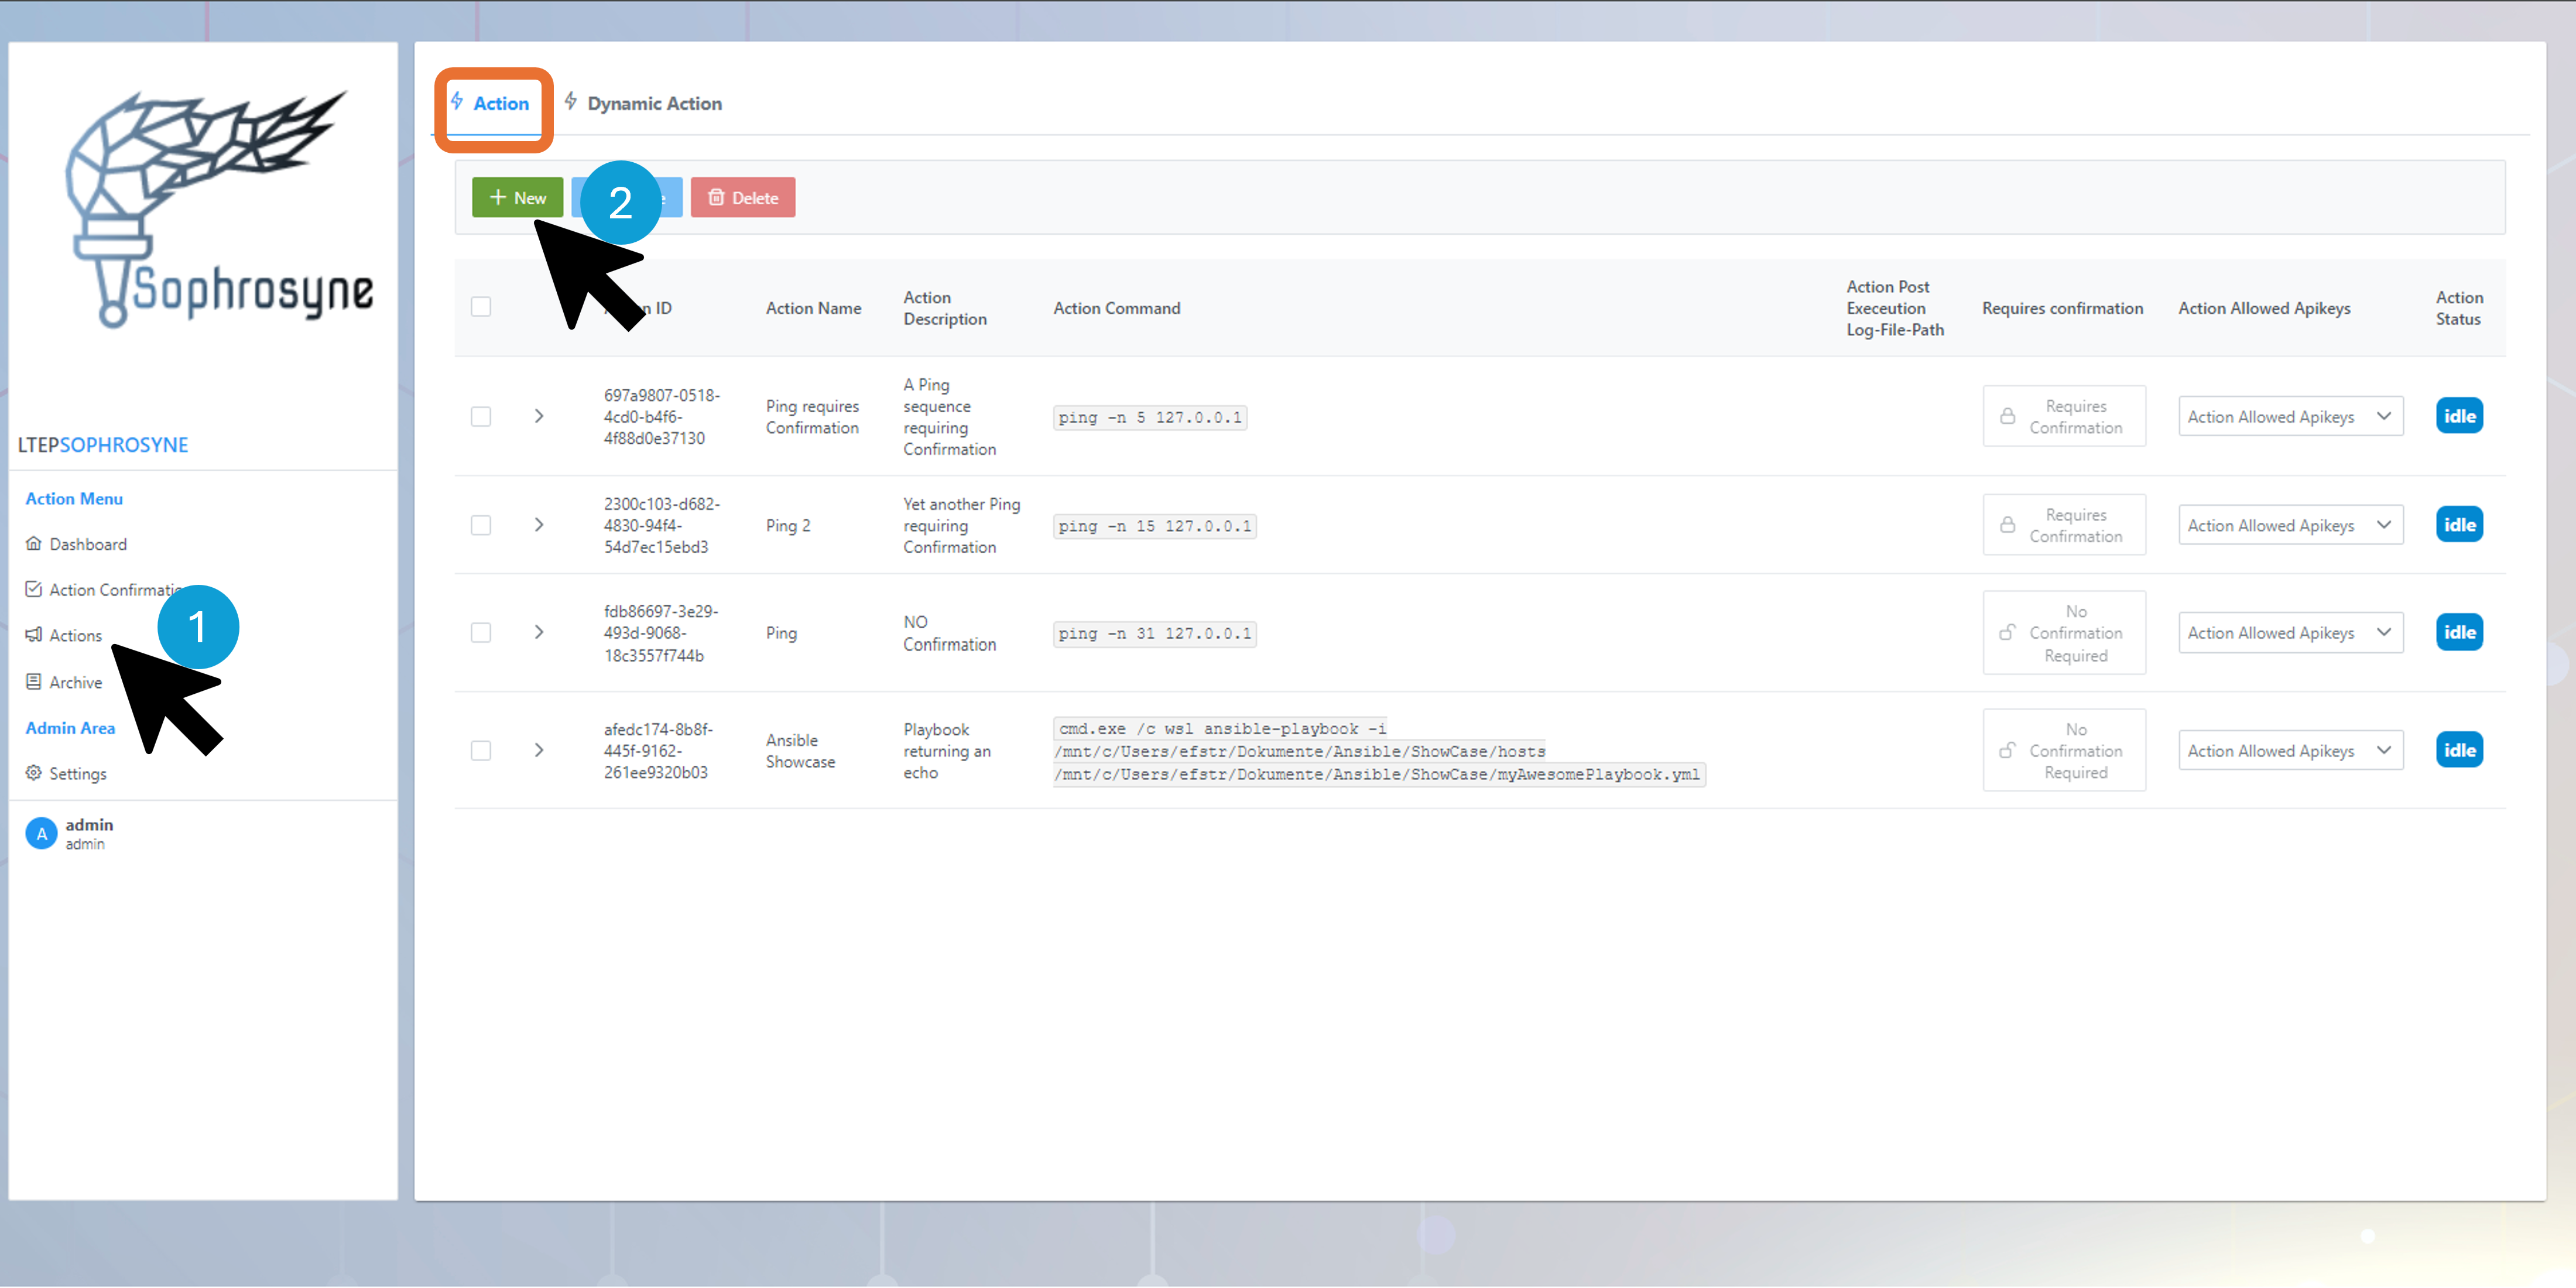 Sophrosyne
LTEPSOPHROSYNE
Action Menu
Dashboard
Action
Actions
1
Archive
Admin Area
Settings
A
admin
admin
Action
Dynamic Action
New
2
Delete
ID
Action Name
Action
Description
Action Command
Action Post
Execeution
Log-File-Path
Requires confirmation
Action Allowed Apikeys
Action
Status
697a9807-0518-
4cd0-b4f6-
4f88d0e37130
Ping requires
Confirmation
A Ping
sequence
requiring
Confirmation
ping -n 5 127.0.0.1
Requires
Confirmation
Action Allowed Apikeys
idle
2300c103-d682-
4830-94f4-
54d7ec15ebd3
Ping 2
Yet another Ping
requiring
Confirmation
ping -n 15 127.0.0.1
Requires
Confirmation
Action Allowed Apikeys
idle
fdb86697-3e29-
493d-9068-
18c3557f744b
Ping
NO
Confirmation
ping -n 31 127.0.0.1
No
Confirmation
Required
Action Allowed Apikeys
idle
afedc174-8b8f-
445f-9162-
261ee9320b03
Ansible
Showcase
Playbook
returning an
echo
cmd.exe /c wsl ansible-playbook -i
/mnt/c/Users/efstr/Dokumente/Ansible/ShowCase/hosts
/mnt/c/Users/efstr/Dokumente/Ansible/ShowCase/myAwesomePlaybook.yml
No
Confirmation
Required
Action Allowed Apikeys
idle